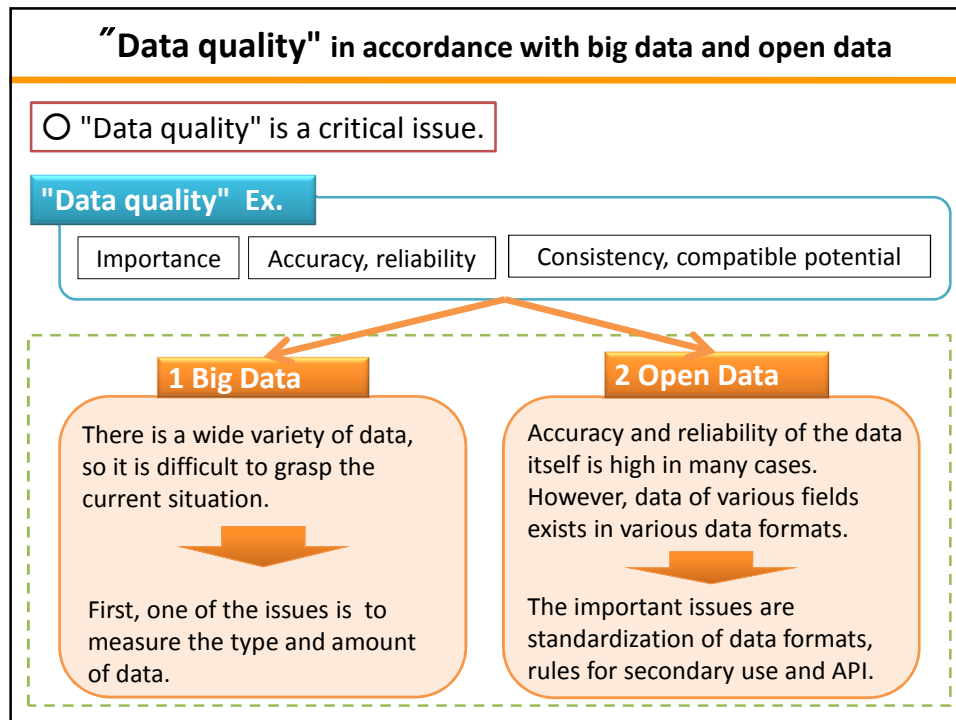 "Data quality" in accordance with big data and open data
○ "Data quality" is a critical issue.
"Data quality" Ex.
Importance
Accuracy, reliability
Consistency, compatible potential
1 Big Data
There is a wide variety of data,
so it is difficult to grasp the
current situation.
First, one of the issues is to
measure the type and amount
of data.
2 Open Data
Accuracy and reliability of the data
itself is high in many cases.
However, data of various fields
exists in various data formats.
The important issues are
standardization of data formats,
rules for secondary use and API.